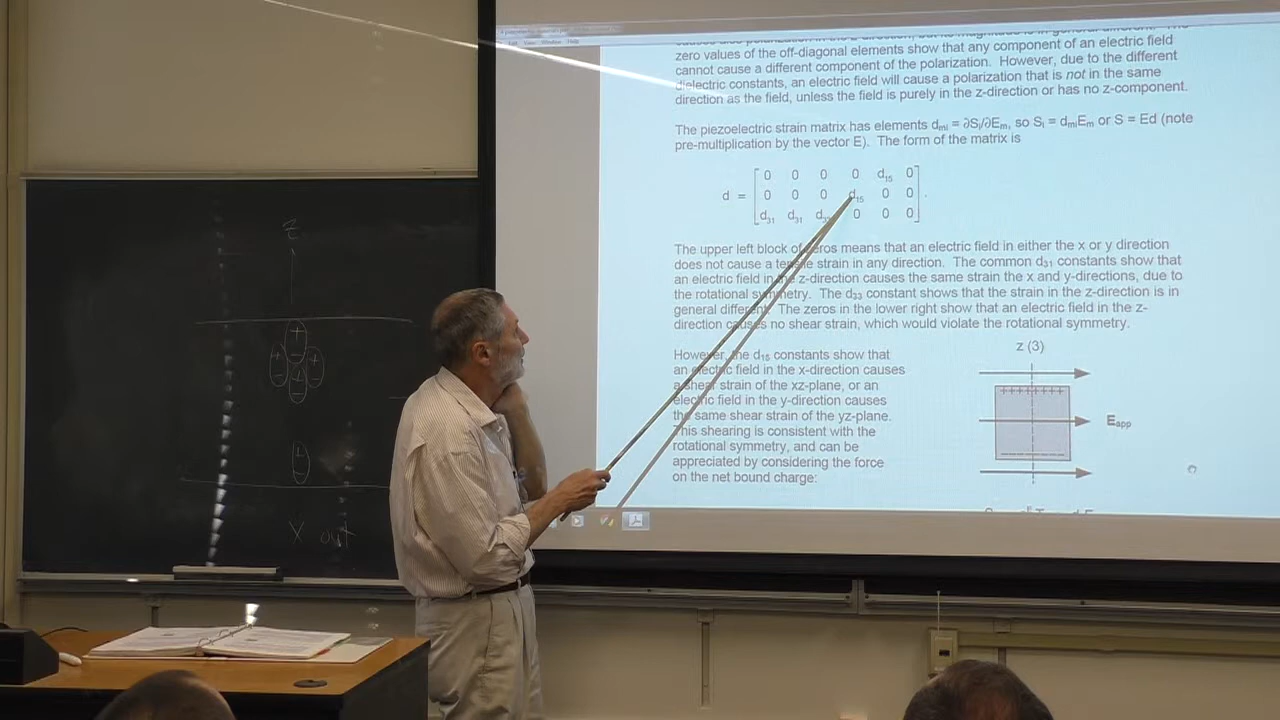 zero values of the off-diagonal elements show that any component of an electric field
cannot cause a different component of the polarization. However, due to the different
dielectric constants, an electric field will cause a polarization that is not in the same
direction as the field, unless the field is purely in the z-direction or has no z-component.
The piezoelectric strain matrix has elements dmi = ∂Si/∂Em, so Si = dmiEm or S = Ed (note
pre-multiplication by the vector E). The form of the matrix is
0 0 0 0 d15 0
d = 0 0 0 d15 0 0 .
d31 d31 0 0 0
The upper left block of zeros means that an electric field in either the x or y direction
does not cause a tensile strain in any direction. The common d31 constants show that
an electric field in the z-direction causes the same strain the x and y-directions, due to
the rotational symmetry. The d33 constant shows that the strain in the z-direction is in
general different. The zeros in the lower right show that an electric field in the z-
direction causes no shear strain, which would violate the rotational symmetry.
However, the d15 constants show that
an electric field in the x-direction causes
a shear strain of the xz-plane, or an
electric field in the y-direction causes
the same shear strain of the yz-plane.
This shearing is consistent with the
rotational symmetry, and can be
appreciated by considering the force
on the net bound charge:
z (3)
+++++++
Eapp
z
+
−
+
−
+
−
+
−
+
−
X out